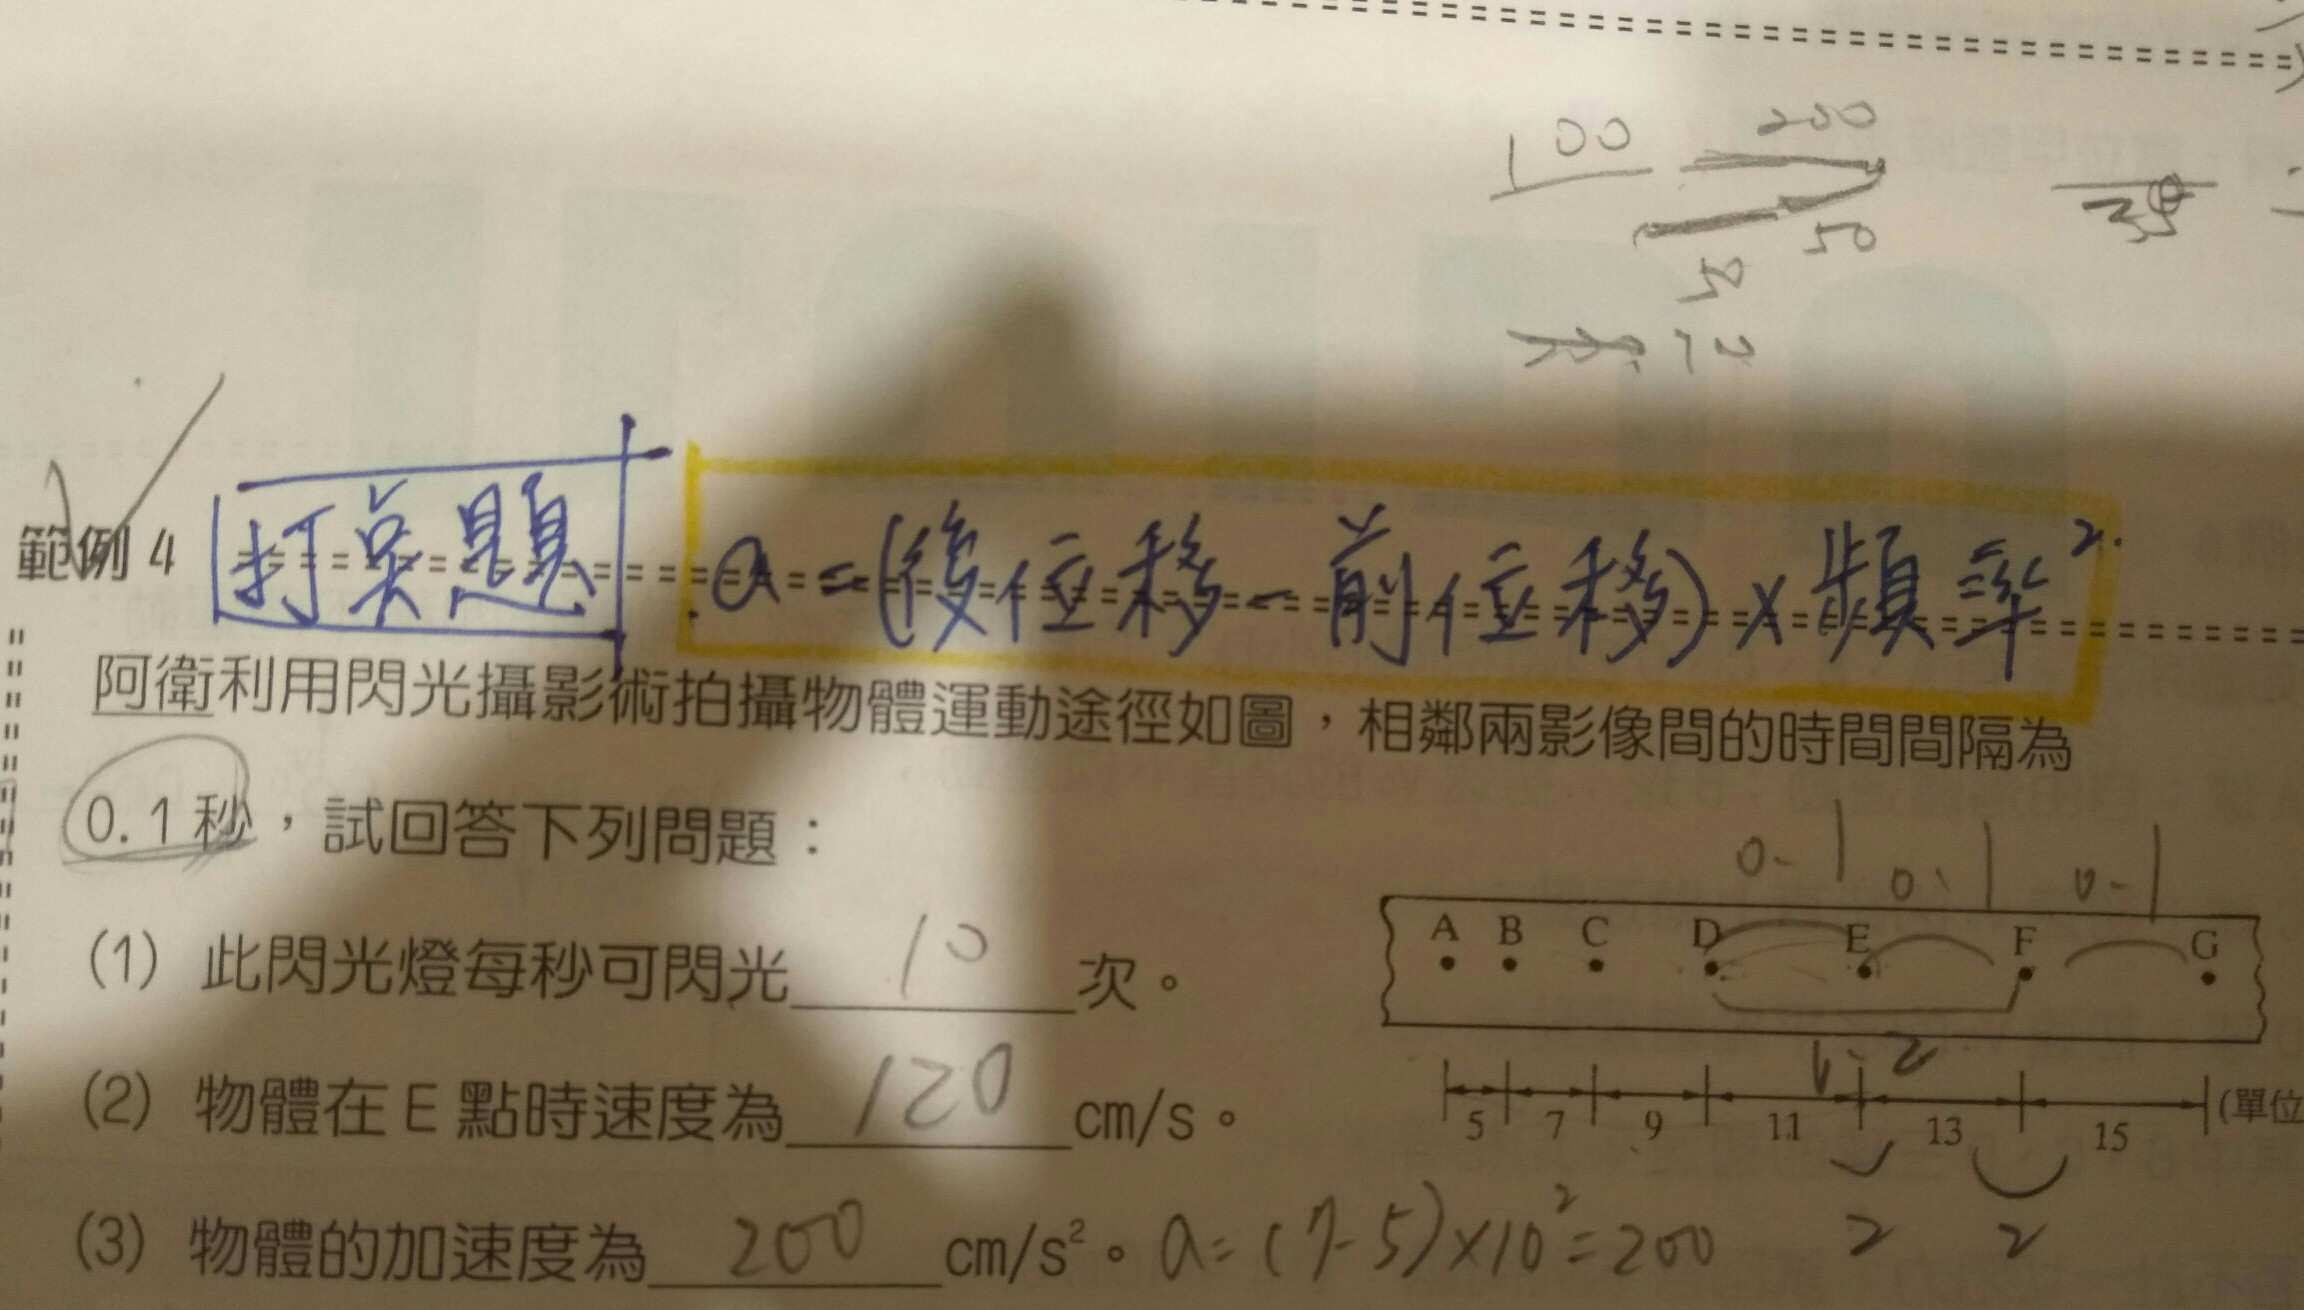 100 200
50
範例 4 打點題 a = (後位移 - 前位移) × 頻率²
阿衛利用閃光攝影術拍攝物體運動途徑如圖，相鄰兩影像間的時間間隔為
0.1秒，試回答下列問題：
0.1 0.1 0.1
A B C D E F G
(1) 此閃光燈每秒可閃光 10 次。
(2) 物體在E點時速度為 120 cm/s。
5 7 9 11 13 15 (單位
2 2
(3) 物體的加速度為 200 cm/s²。a = (7-5)×10² = 200